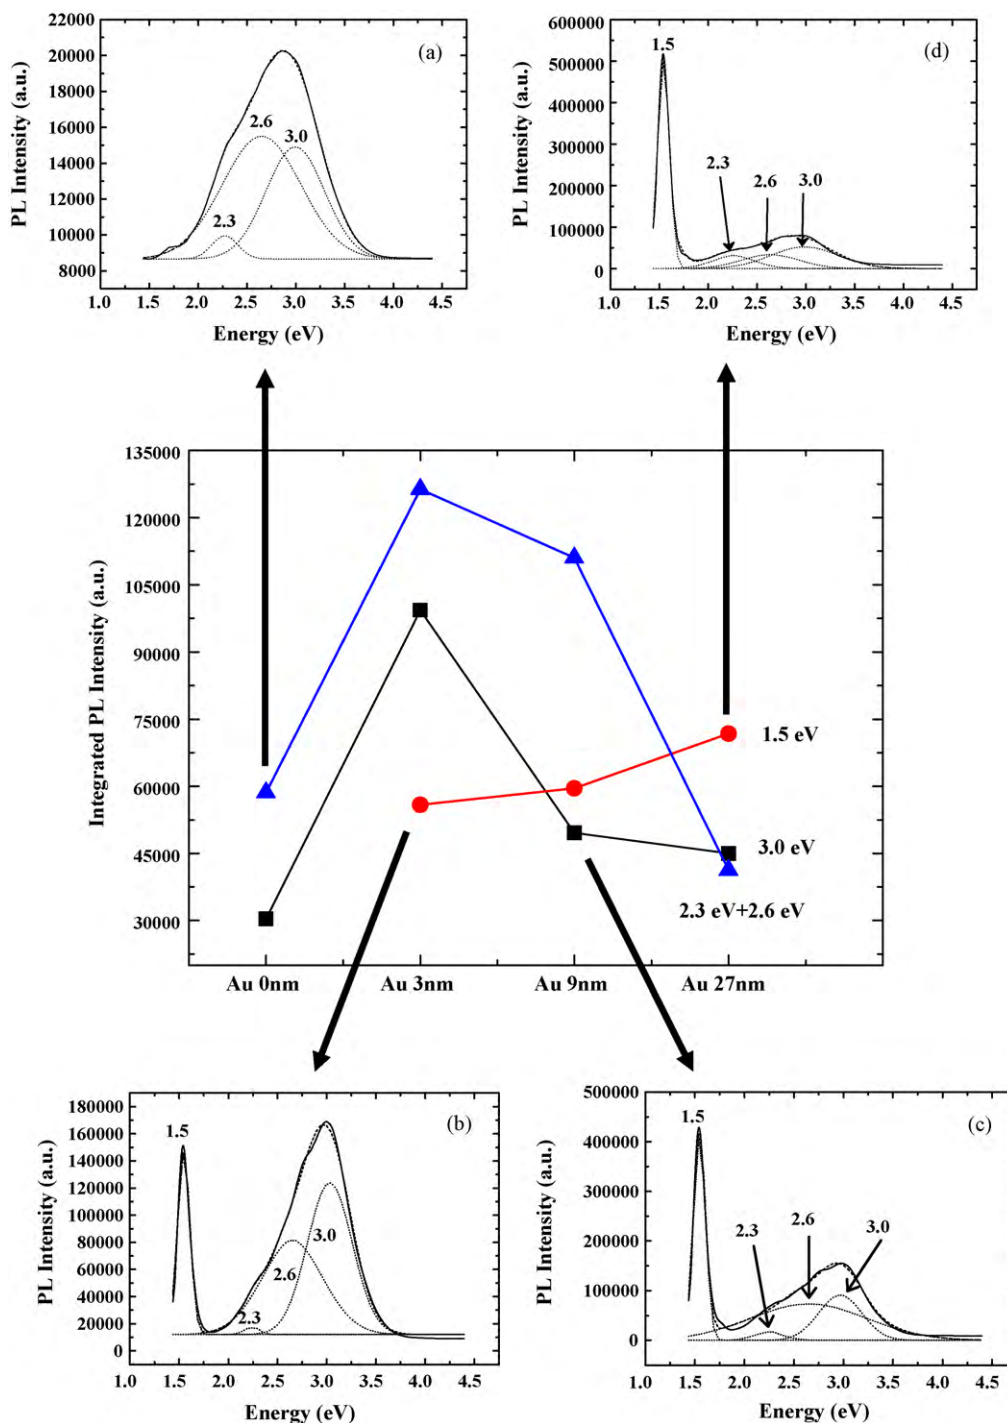 22000
20000
18000
16000
14000
12000
10000
8000
PL Intensity (a.u.)
(a)
2.6
3.0
2.3
1.0 1.5 2.0 2.5 3.0 3.5 4.0 4.5
Energy (eV)
600000
500000
400000
300000
200000
100000
0
PL Intensity (a.u.)
(d)
1.5
2.3
2.6
3.0
1.0 1.5 2.0 2.5 3.0 3.5 4.0 4.5
Energy (eV)
135000
120000
105000
90000
75000
60000
45000
30000
Integrated PL Intensity (a.u.)
1.5 eV
3.0 eV
2.3 eV+2.6 eV
Au 0nm Au 3nm Au 9nm Au 27nm
180000
160000
140000
120000
100000
80000
60000
40000
20000
0
PL Intensity (a.u.)
(b)
1.5
3.0
2.6
2.3
1.0 1.5 2.0 2.5 3.0 3.5 4.0 4.5
Energy (eV)
500000
400000
300000
200000
100000
0
PL Intensity (a.u.)
(c)
1.5
2.6
2.3
3.0
1.0 1.5 2.0 2.5 3.0 3.5 4.0 4.5
Energy (eV)